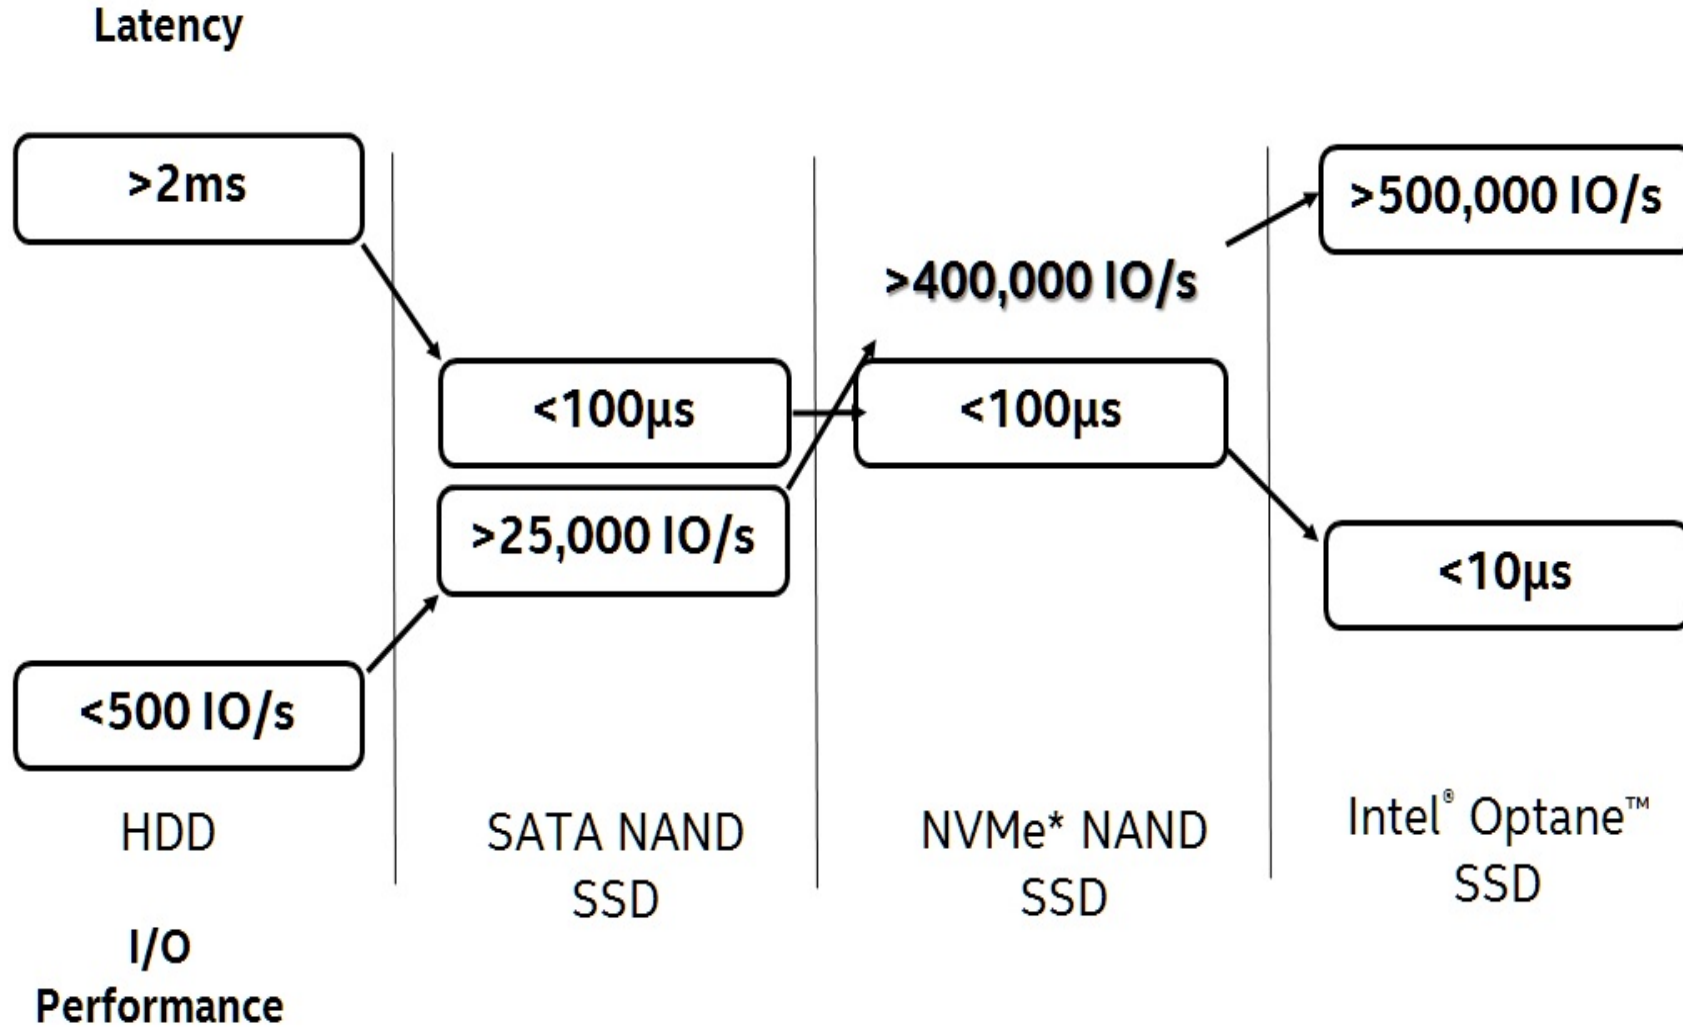 Latency
>2ms
>500,000 IO/s
>400,000 IO/s
<100µs
<100µs
>25,000 IO/s
<10µs
<500 IO/s
HDD
SATA NAND
SSD
NVMe* NAND
SSD
Intel® Optane™
SSD
I/O
Performance